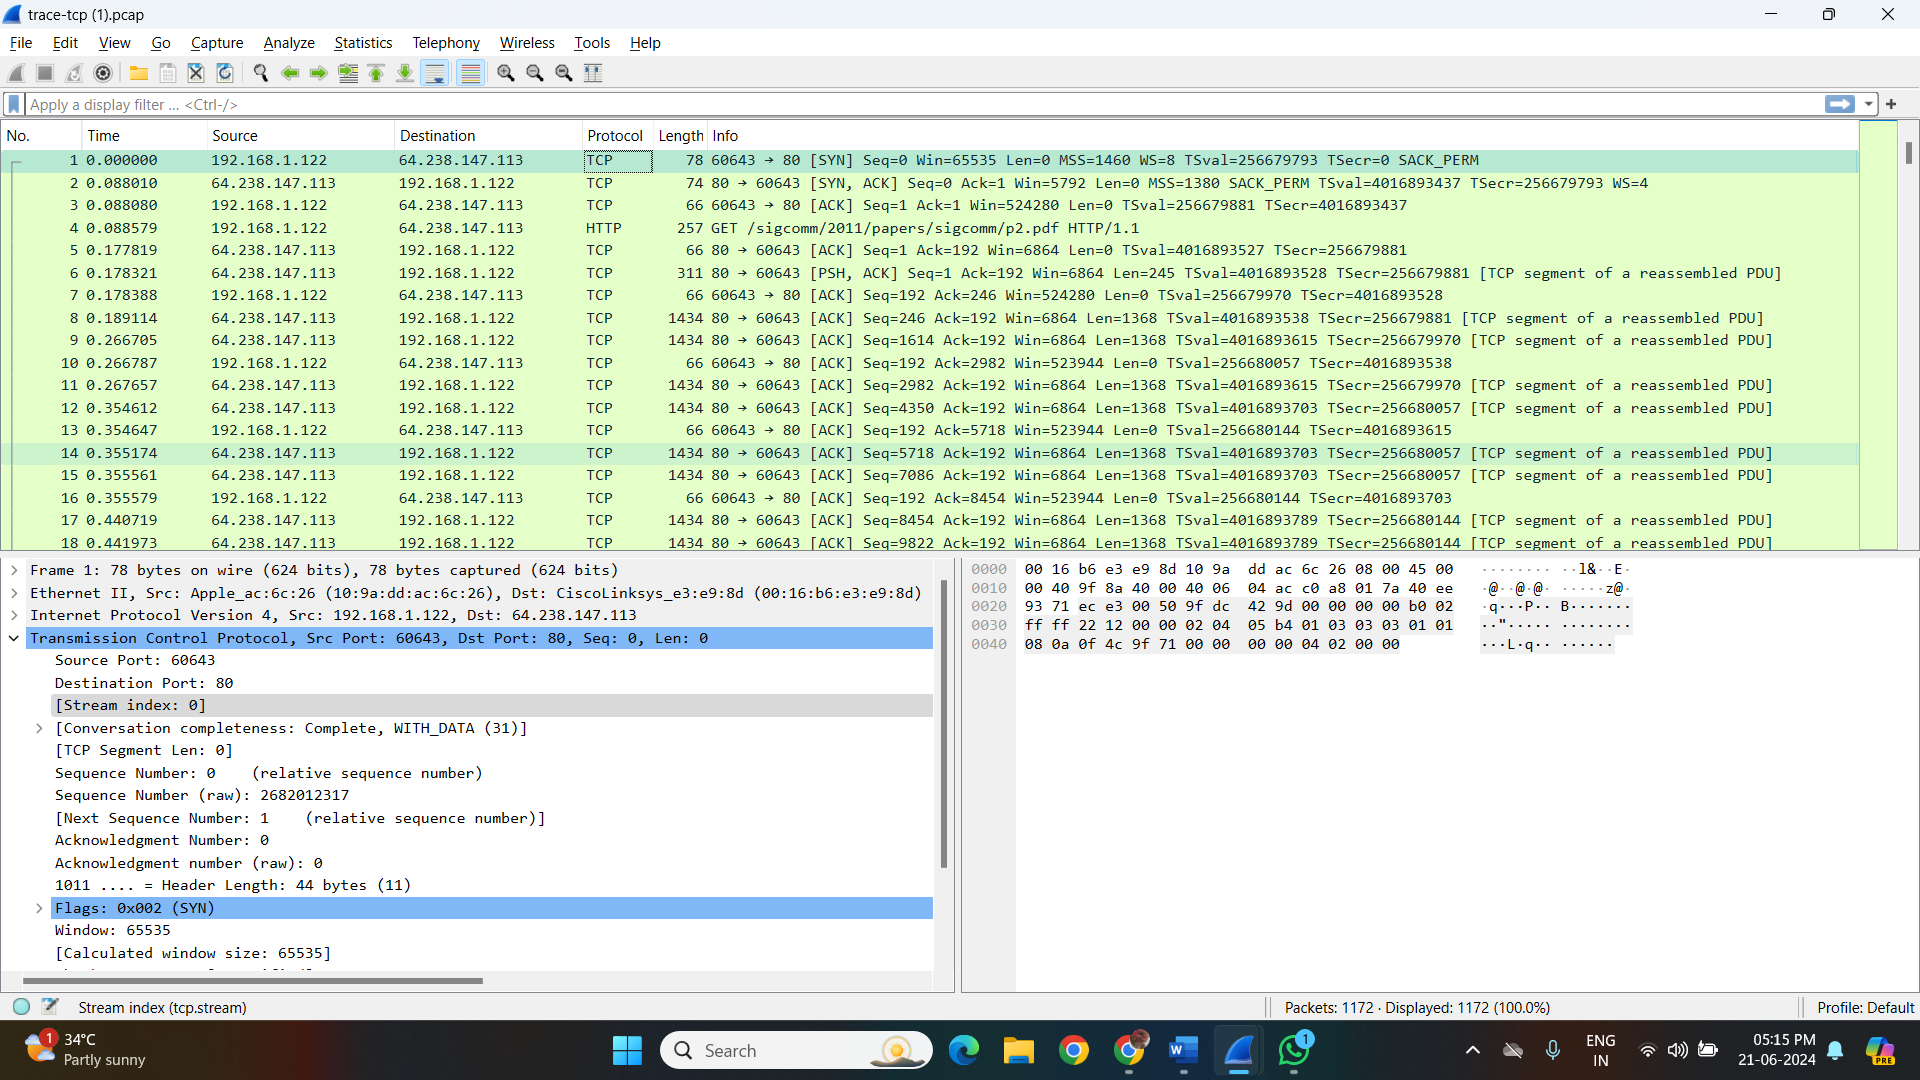 trace-tcp (1).pcap
File Edit View Go Capture Analyze Statistics Telephony Wireless Tools Help
Apply a display filter … <Ctrl-/>
No. Time Source Destination Protocol Length Info
1 0.000000 192.168.1.122 64.238.147.113 TCP 78 60643 → 80 [SYN] Seq=0 Win=65535 Len=0 MSS=1460 WS=8 TSval=256679793 TSecr=0 SACK_PERM
2 0.088010 64.238.147.113 192.168.1.122 TCP 74 80 → 60643 [SYN, ACK] Seq=0 Ack=1 Win=5792 Len=0 MSS=1380 SACK_PERM TSval=4016893437 TSecr=256679793 WS=4
3 0.088080 192.168.1.122 64.238.147.113 TCP 66 60643 → 80 [ACK] Seq=1 Ack=1 Win=524280 Len=0 TSval=256679881 TSecr=4016893437
4 0.088579 192.168.1.122 64.238.147.113 HTTP 257 GET /sigcomm/2011/papers/sigcomm/p2.pdf HTTP/1.1
5 0.177819 64.238.147.113 192.168.1.122 TCP 66 80 → 60643 [ACK] Seq=1 Ack=192 Win=6864 Len=0 TSval=4016893527 TSecr=256679881
6 0.178321 64.238.147.113 192.168.1.122 TCP 311 80 → 60643 [PSH, ACK] Seq=1 Ack=192 Win=6864 Len=245 TSval=4016893528 TSecr=256679881 [TCP segment of a reassembled PDU]
7 0.178388 192.168.1.122 64.238.147.113 TCP 66 60643 → 80 [ACK] Seq=192 Ack=246 Win=524280 Len=0 TSval=256679970 TSecr=4016893528
8 0.189114 64.238.147.113 192.168.1.122 TCP 1434 80 → 60643 [ACK] Seq=246 Ack=192 Win=6864 Len=1368 TSval=4016893538 TSecr=256679881 [TCP segment of a reassembled PDU]
9 0.266705 64.238.147.113 192.168.1.122 TCP 1434 80 → 60643 [ACK] Seq=1614 Ack=192 Win=6864 Len=1368 TSval=4016893615 TSecr=256679970 [TCP segment of a reassembled PDU]
10 0.266787 192.168.1.122 64.238.147.113 TCP 66 60643 → 80 [ACK] Seq=192 Ack=2982 Win=523944 Len=0 TSval=256680057 TSecr=4016893538
11 0.267657 64.238.147.113 192.168.1.122 TCP 1434 80 → 60643 [ACK] Seq=2982 Ack=192 Win=6864 Len=1368 TSval=4016893615 TSecr=256679970 [TCP segment of a reassembled PDU]
12 0.354612 64.238.147.113 192.168.1.122 TCP 1434 80 → 60643 [ACK] Seq=4350 Ack=192 Win=6864 Len=1368 TSval=4016893703 TSecr=256680057 [TCP segment of a reassembled PDU]
13 0.354647 192.168.1.122 64.238.147.113 TCP 66 60643 → 80 [ACK] Seq=192 Ack=5718 Win=523944 Len=0 TSval=256680144 TSecr=4016893615
14 0.355174 64.238.147.113 192.168.1.122 TCP 1434 80 → 60643 [ACK] Seq=5718 Ack=192 Win=6864 Len=1368 TSval=4016893703 TSecr=256680057 [TCP segment of a reassembled PDU]
15 0.355561 64.238.147.113 192.168.1.122 TCP 1434 80 → 60643 [ACK] Seq=7086 Ack=192 Win=6864 Len=1368 TSval=4016893703 TSecr=256680057 [TCP segment of a reassembled PDU]
16 0.355579 192.168.1.122 64.238.147.113 TCP 66 60643 → 80 [ACK] Seq=192 Ack=8454 Win=523944 Len=0 TSval=256680144 TSecr=4016893703
17 0.440719 64.238.147.113 192.168.1.122 TCP 1434 80 → 60643 [ACK] Seq=8454 Ack=192 Win=6864 Len=1368 TSval=4016893789 TSecr=256680144 [TCP segment of a reassembled PDU]
18 0.441973 64.238.147.113 192.168.1.122 TCP 1434 80 → 60643 [ACK] Seq=9822 Ack=192 Win=6864 Len=1368 TSval=4016893789 TSecr=256680144 [TCP segment of a reassembled PDU]
Frame 1: 78 bytes on wire (624 bits), 78 bytes captured (624 bits)
Ethernet II, Src: Apple_ac:6c:26 (10:9a:dd:ac:6c:26), Dst: CiscoLinksys_e3:e9:8d (00:16:b6:e3:e9:8d)
Internet Protocol Version 4, Src: 192.168.1.122, Dst: 64.238.147.113
Transmission Control Protocol, Src Port: 60643, Dst Port: 80, Seq: 0, Len: 0
Source Port: 60643
Destination Port: 80
[Stream index: 0]
[Conversation completeness: Complete, WITH_DATA (31)]
[TCP Segment Len: 0]
Sequence Number: 0 (relative sequence number)
Sequence Number (raw): 2682012317
[Next Sequence Number: 1 (relative sequence number)]
Acknowledgment Number: 0
Acknowledgment number (raw): 0
1011 .... = Header Length: 44 bytes (11)
Flags: 0x002 (SYN)
Window: 65535
[Calculated window size: 65535]
0000 00 16 b6 e3 e9 8d 10 9a dd ac 6c 26 08 00 45 00 ········ ··l&··E·
0010 00 40 9f 8a 40 00 40 06 04 ac c0 a8 01 7a 40 ee ·@··@·@· ·····z@·
0020 93 71 ec e3 00 50 9f dc 42 9d 00 00 00 00 b0 02 ·q···P·· B·······
0030 ff ff 22 12 00 00 02 04 05 b4 01 03 03 03 01 01 ··"····· ········
0040 08 0a 0f 4c 9f 71 00 00 00 00 04 02 00 00 ···L·q·· ······
Stream index (tcp.stream)
Packets: 1172 · Displayed: 1172 (100.0%)
Profile: Default
1
34°C
Partly sunny
Search
W
1
ENG
IN
05:15 PM
21-06-2024
PRE